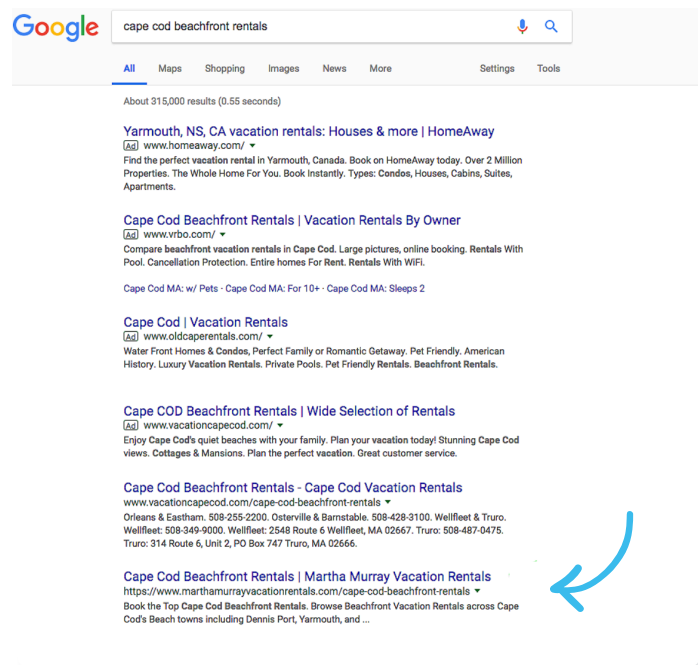 Google
cape cod beachfront rentals
All Maps Shopping Images News More Settings Tools
About 315,000 results (0.55 seconds)
Yarmouth, NS, CA vacation rentals: Houses & more | HomeAway
Ad www.homeaway.com/
Find the perfect vacation rental in Yarmouth, Canada. Book on HomeAway today. Over 2 Million
Properties. The Whole Home For You. Book Instantly. Types: Condos, Houses, Cabins, Suites,
Apartments.
Cape Cod Beachfront Rentals | Vacation Rentals By Owner
Ad www.vrbo.com/
Compare beachfront vacation rentals in Cape Cod. Large pictures, online booking. Rentals With
Pool. Cancellation Protection. Entire homes For Rent. Rentals With WiFi.
Cape Cod MA: w/ Pets · Cape Cod MA: For 10+ · Cape Cod MA: Sleeps 2
Cape Cod | Vacation Rentals
Ad www.oldcaperentals.com/
Water Front Homes & Condos, Perfect Family or Romantic Getaway. Pet Friendly. American
History. Luxury Vacation Rentals. Private Pools. Pet Friendly Rentals. Beachfront Rentals.
Cape COD Beachfront Rentals | Wide Selection of Rentals
Ad www.vacationcapecod.com/
Enjoy Cape Cod's quiet beaches with your family. Plan your vacation today! Stunning Cape Cod
views. Cottages & Mansions. Plan the perfect vacation. Great customer service.
Cape Cod Beachfront Rentals - Cape Cod Vacation Rentals
www.vacationcapecod.com/cape-cod-beachfront-rentals
Orleans & Eastham. 508-255-2200. Osterville & Barnstable. 508-428-3100. Wellfleet & Truro.
Wellfleet: 508-349-9000. Wellfleet: 2548 Route 6 Wellfleet, MA 02667. Truro: 508-487-0475.
Truro: 314 Route 6, Unit 2, PO Box 747 Truro, MA 02666.
Cape Cod Beachfront Rentals | Martha Murray Vacation Rentals
https://www.marthamurrayvacationrentals.com/cape-cod-beachfront-rentals
Book the Top Cape Cod Beachfront Rentals. Browse Beachfront Vacation Rentals across Cape
Cod's Beach towns including Dennis Port, Yarmouth, and ...